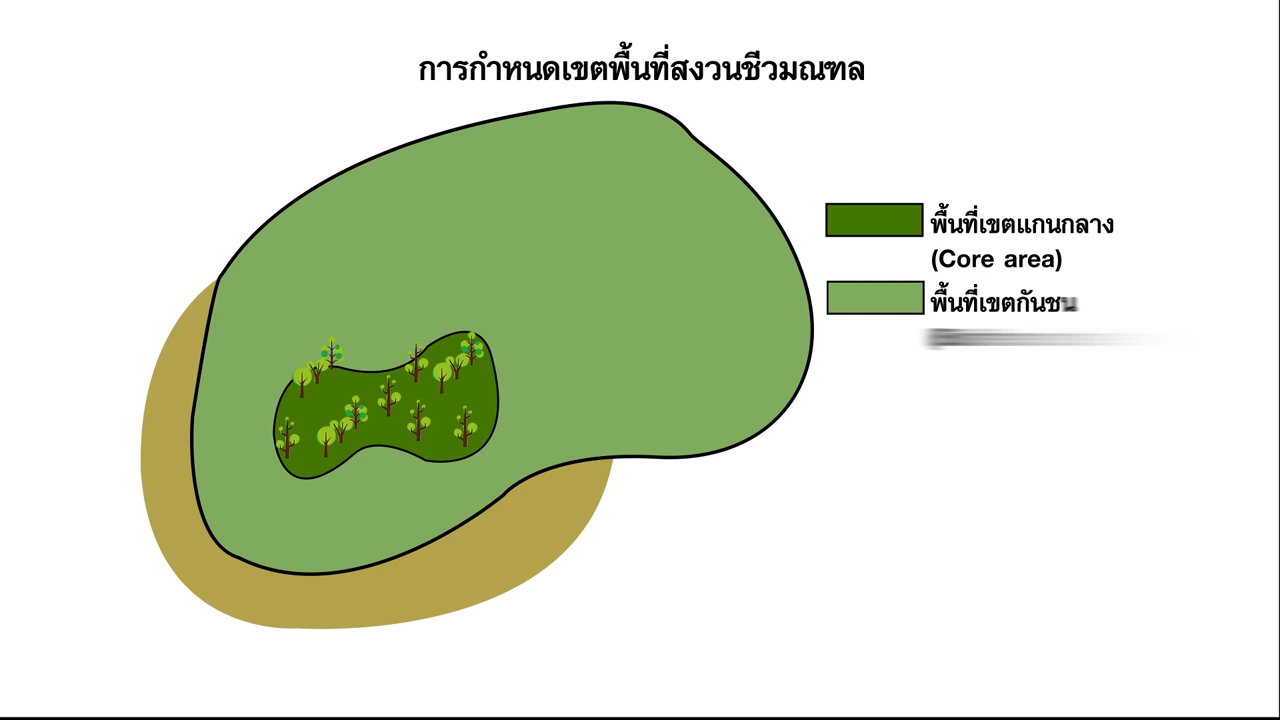 การกำหนดเขตพื้นที่สงวนชีวมณฑล
พื้นที่เขตแกนกลาง
(Core area)
พื้นที่เขตกันชน